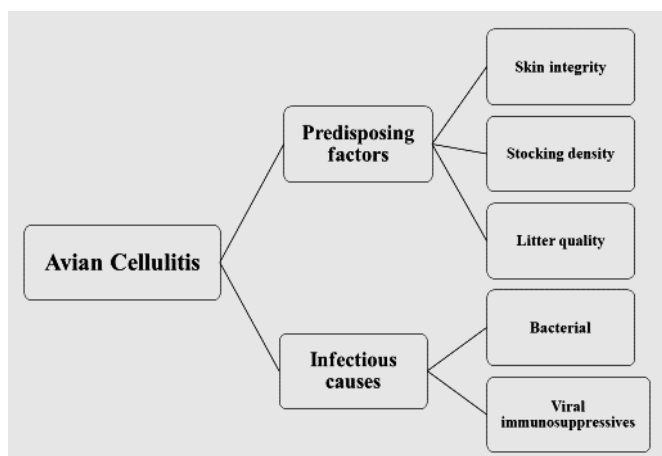 Avian Cellulitis
Predisposing
factors
Skin integrity
Stocking density
Litter quality
Infectious
causes
Bacterial
Viral
immunosuppressives